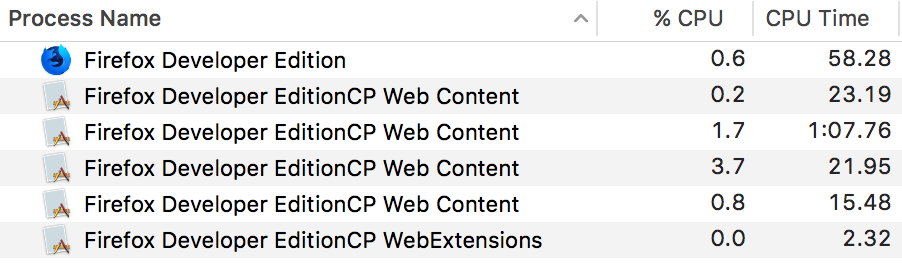 Process Name % CPU CPU Time
Firefox Developer Edition 0.6 58.28
Firefox Developer EditionCP Web Content 0.2 23.19
Firefox Developer EditionCP Web Content 1.7 1:07.76
Firefox Developer EditionCP Web Content 3.7 21.95
Firefox Developer EditionCP Web Content 0.8 15.48
Firefox Developer EditionCP WebExtensions 0.0 2.32